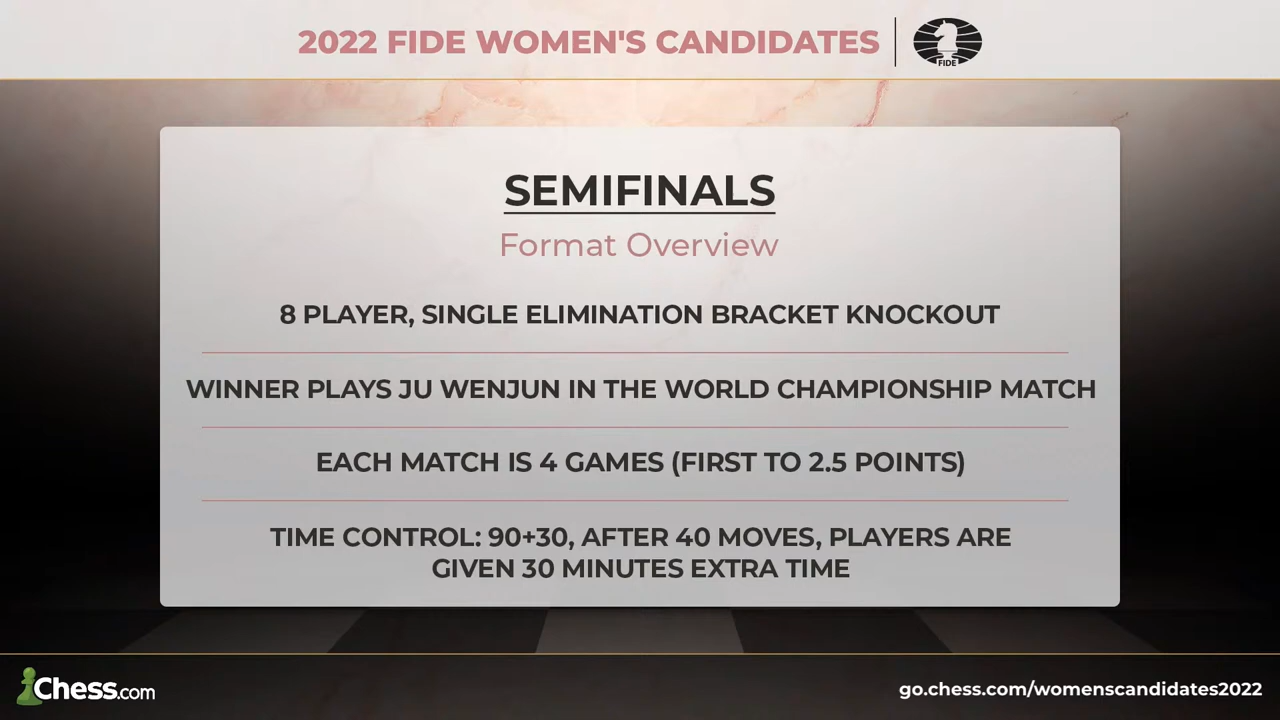 2022 FIDE WOMEN'S CANDIDATES
FIDE
SEMIFINALS
Format Overview
8 PLAYER, SINGLE ELIMINATION BRACKET KNOCKOUT
WINNER PLAYS JU WENJUN IN THE WORLD CHAMPIONSHIP MATCH
EACH MATCH IS 4 GAMES (FIRST TO 2.5 POINTS)
TIME CONTROL: 90+30, AFTER 40 MOVES, PLAYERS ARE
GIVEN 30 MINUTES EXTRA TIME
Chess.com
go.chess.com/womenscandidates2022